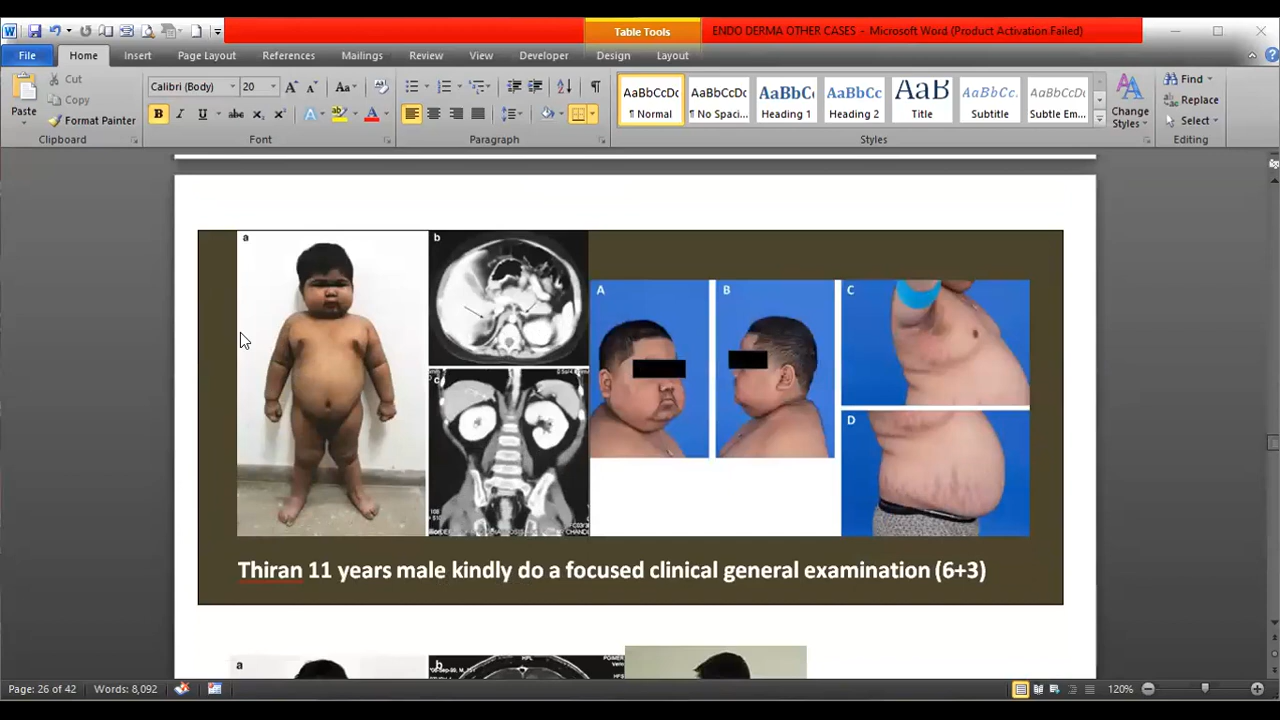 Table Tools
ENDO DERMA OTHER CASES - Microsoft Word (Product Activation Failed)
File Home Insert Page Layout References Mailings Review View Developer Design Layout
Cut
Copy
Format Painter
Paste
Clipboard
Calibri (Body) 20
Font
Paragraph
AaBbCcDc AaBbCcDc AaBbC AaBbCc AaB AaBbCc. AaBbCcDc
¶ Normal ¶ No Spaci... Heading 1 Heading 2 Title Subtitle Subtle Em...
Styles
Change Styles
Find
Replace
Select
Editing
a
b
c
A
B
C
D
Thiran 11 years male kindly do a focused clinical general examination (6+3)
a
b
HPL
Page: 26 of 42 Words: 8,092 120%